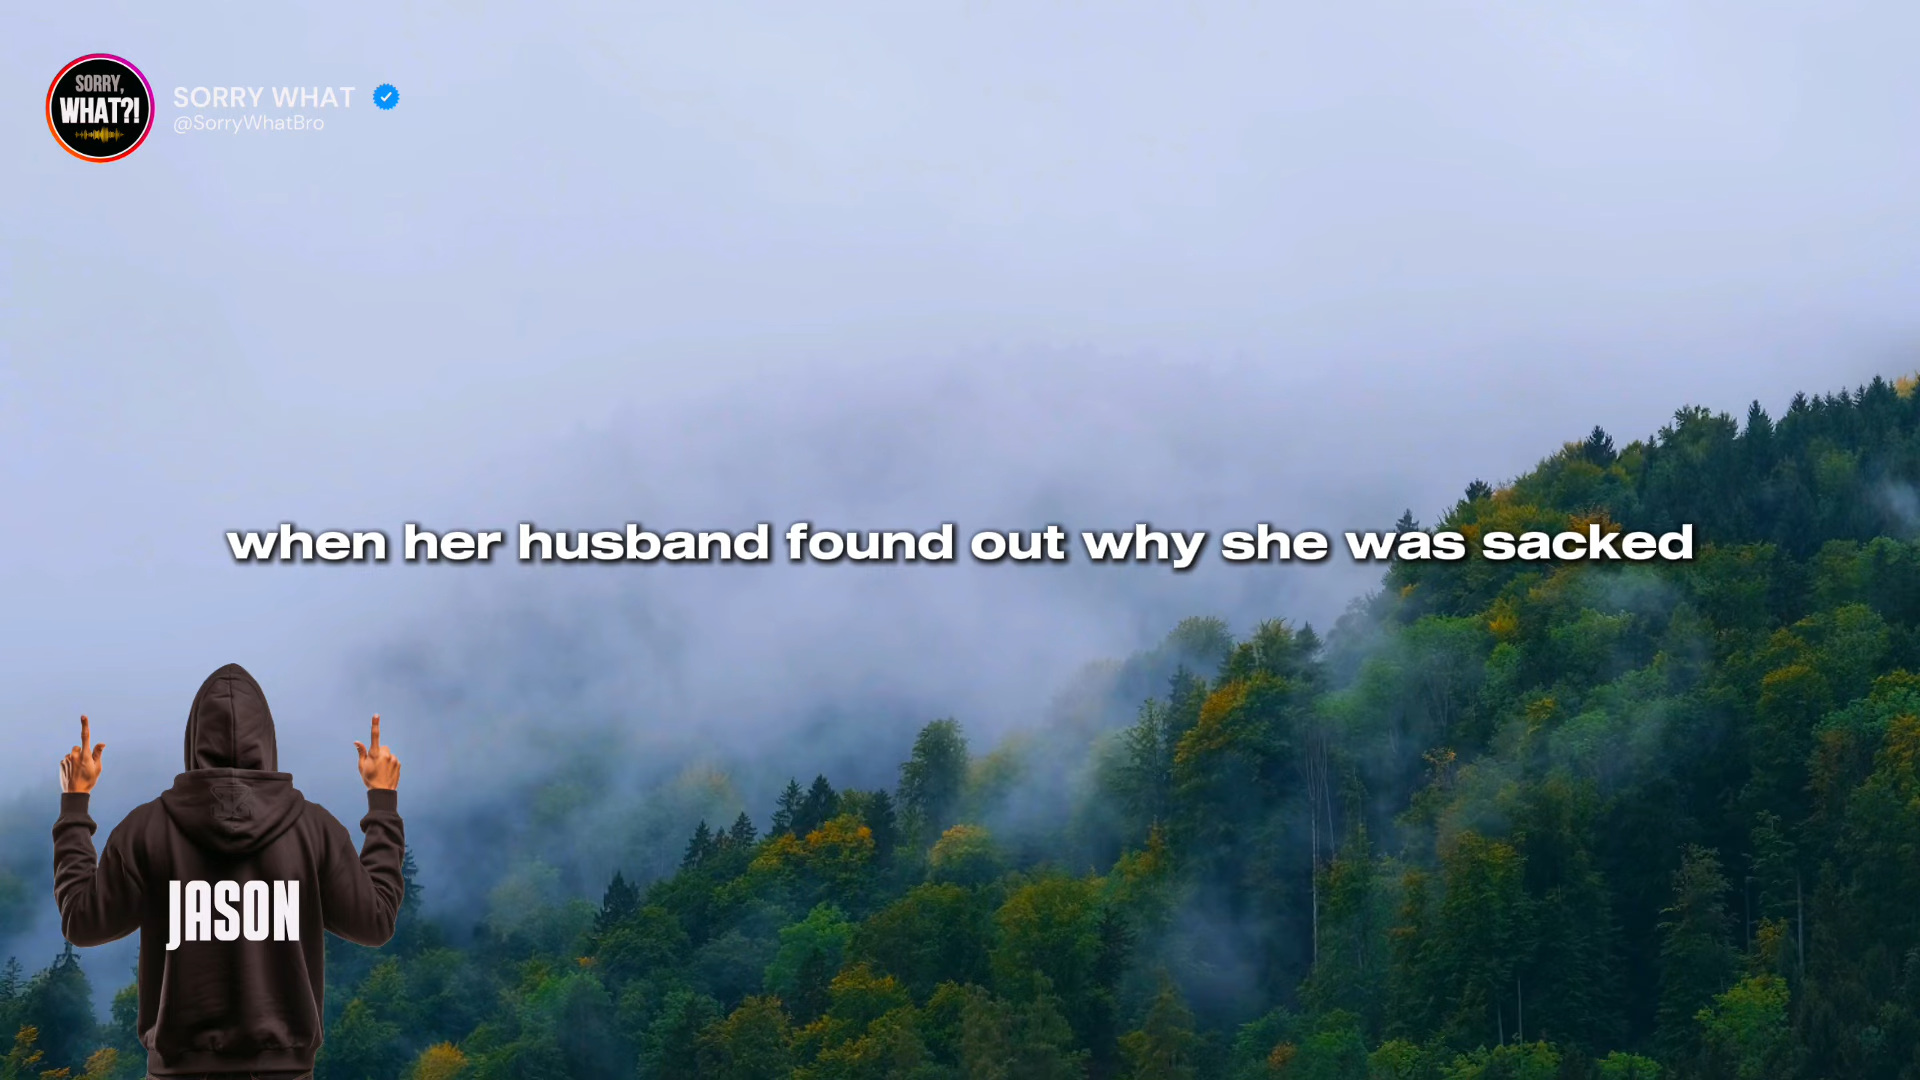 SORRY,
WHAT?!
SORRY WHAT
@SorryWhatBro
when her husband found out why she was sacked
JASON